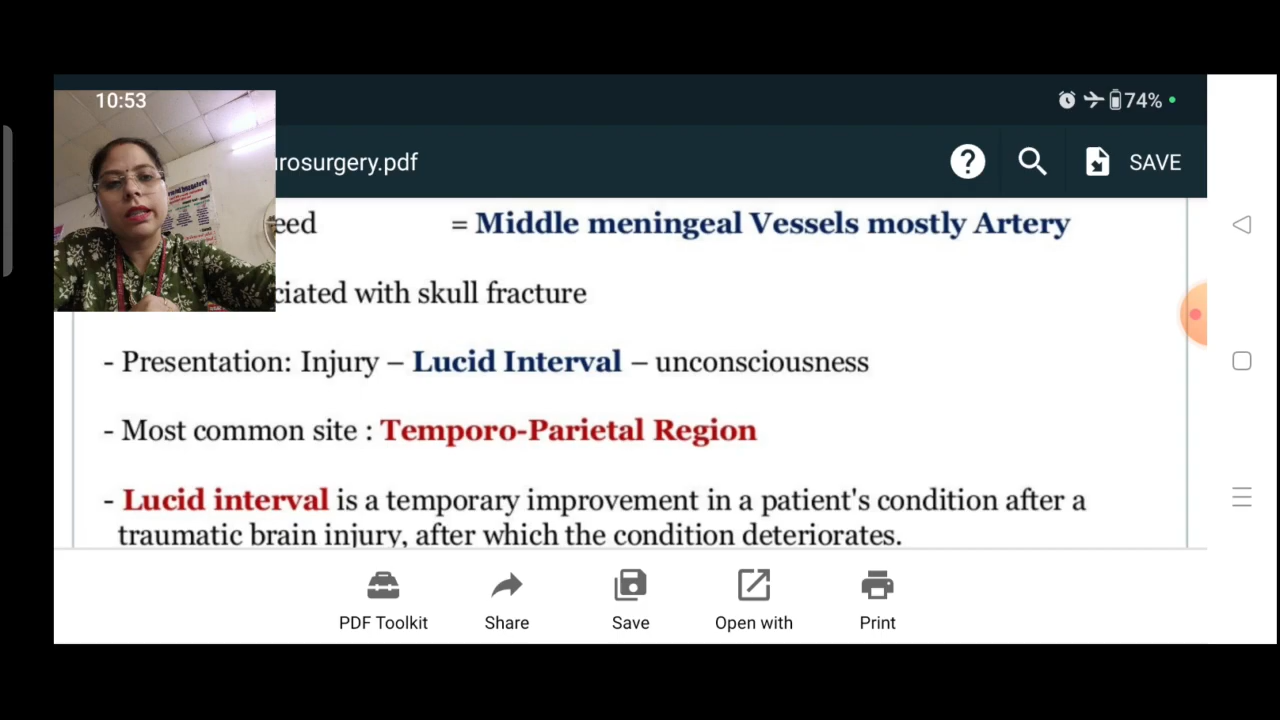 10:53
74%
urosurgery.pdf
SAVE
eed = Middle meningeal Vessels mostly Artery
ciated with skull fracture
- Presentation: Injury – Lucid Interval – unconsciousness
- Most common site : Temporo-Parietal Region
- Lucid interval is a temporary improvement in a patient's condition after a
traumatic brain injury, after which the condition deteriorates.
PDF Toolkit
Share
Save
Open with
Print